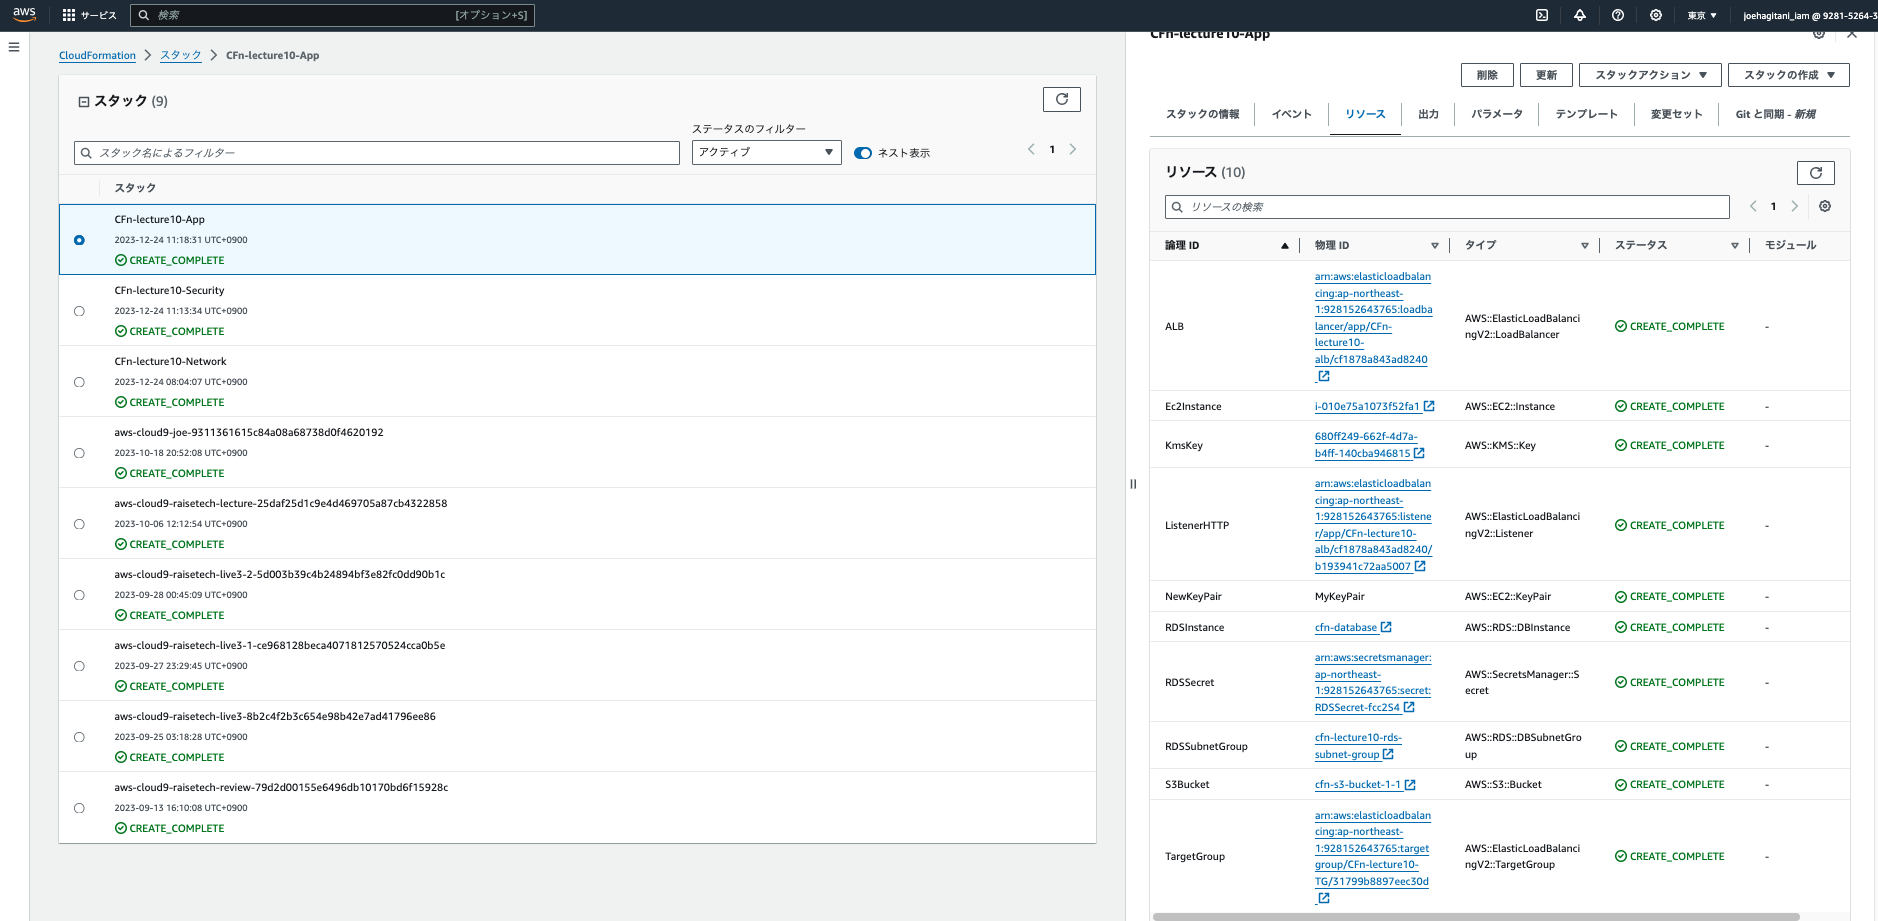 aws
サービス
検索
[オプション+S]
東京
joehagitani_iam @ 9281-5264-3
CloudFormation
スタック
CFn-lecture10-App
スタック (9)
ステータスのフィルター
スタック名によるフィルター
アクティブ
ネスト表示
1
スタック
CFn-lecture10-App
2023-12-24 11:18:31 UTC+0900
CREATE_COMPLETE
CFn-lecture10-Security
2023-12-24 11:13:34 UTC+0900
CREATE_COMPLETE
CFn-lecture10-Network
2023-12-24 08:04:07 UTC+0900
CREATE_COMPLETE
aws-cloud9-joe-9311361615c84a08a68738d0f4620192
2023-10-18 20:52:08 UTC+0900
CREATE_COMPLETE
aws-cloud9-raisetech-lecture-25daf25d1c9e4d469705a87cb4322858
2023-10-06 12:12:54 UTC+0900
CREATE_COMPLETE
aws-cloud9-raisetech-live3-2-5d003b39c4b24894bf3e82fc0dd90b1c
2023-09-28 00:45:09 UTC+0900
CREATE_COMPLETE
aws-cloud9-raisetech-live3-1-ce968128beca4071812570524cca0b5e
2023-09-27 23:29:45 UTC+0900
CREATE_COMPLETE
aws-cloud9-raisetech-live3-8b2c4f2b3c654e98b42e7ad41796ee86
2023-09-25 03:18:28 UTC+0900
CREATE_COMPLETE
aws-cloud9-raisetech-review-79d2d00155e6496db10170bd6f15928c
2023-09-13 16:10:08 UTC+0900
CREATE_COMPLETE
CFn-lecture10-App
削除
更新
スタックアクション
スタックの作成
スタックの情報
イベント
リソース
出力
パラメータ
テンプレート
変更セット
Git と同期 - 新規
リソース (10)
リソースの検索
1
論理 ID
物理 ID
タイプ
ステータス
モジュール
ALB
arn:aws:elasticloadbalan
cing:ap-northeast-
1:928152643765:loadba
lancer/app/CFn-
lecture10-
alb/cf1878a843ad8240
AWS::ElasticLoadBalanci
ngV2::LoadBalancer
CREATE_COMPLETE
-
Ec2Instance
i-010e75a1073f52fa1
AWS::EC2::Instance
CREATE_COMPLETE
-
KmsKey
680ff249-662f-4d7a-
b4ff-140cba946815
AWS::KMS::Key
CREATE_COMPLETE
-
ListenerHTTP
arn:aws:elasticloadbalan
cing:ap-northeast-
1:928152643765:listene
r/app/CFn-lecture10-
alb/cf1878a843ad8240/
b193941c72aa5007
AWS::ElasticLoadBalanci
ngV2::Listener
CREATE_COMPLETE
-
NewKeyPair
MyKeyPair
AWS::EC2::KeyPair
CREATE_COMPLETE
-
RDSInstance
cfn-database
AWS::RDS::DBInstance
CREATE_COMPLETE
-
RDSSecret
arn:aws:secretsmanager:
ap-northeast-
1:928152643765:secret:
RDSSecret-fcc2S4
AWS::SecretsManager::S
ecret
CREATE_COMPLETE
-
RDSSubnetGroup
cfn-lecture10-rds-
subnet-group
AWS::RDS::DBSubnetGro
up
CREATE_COMPLETE
-
S3Bucket
cfn-s3-bucket-1-1
AWS::S3::Bucket
CREATE_COMPLETE
-
TargetGroup
arn:aws:elasticloadbalan
cing:ap-northeast-
1:928152643765:target
group/CFn-lecture10-
TG/31799b8897eec30d
AWS::ElasticLoadBalanci
ngV2::TargetGroup
CREATE_COMPLETE
-